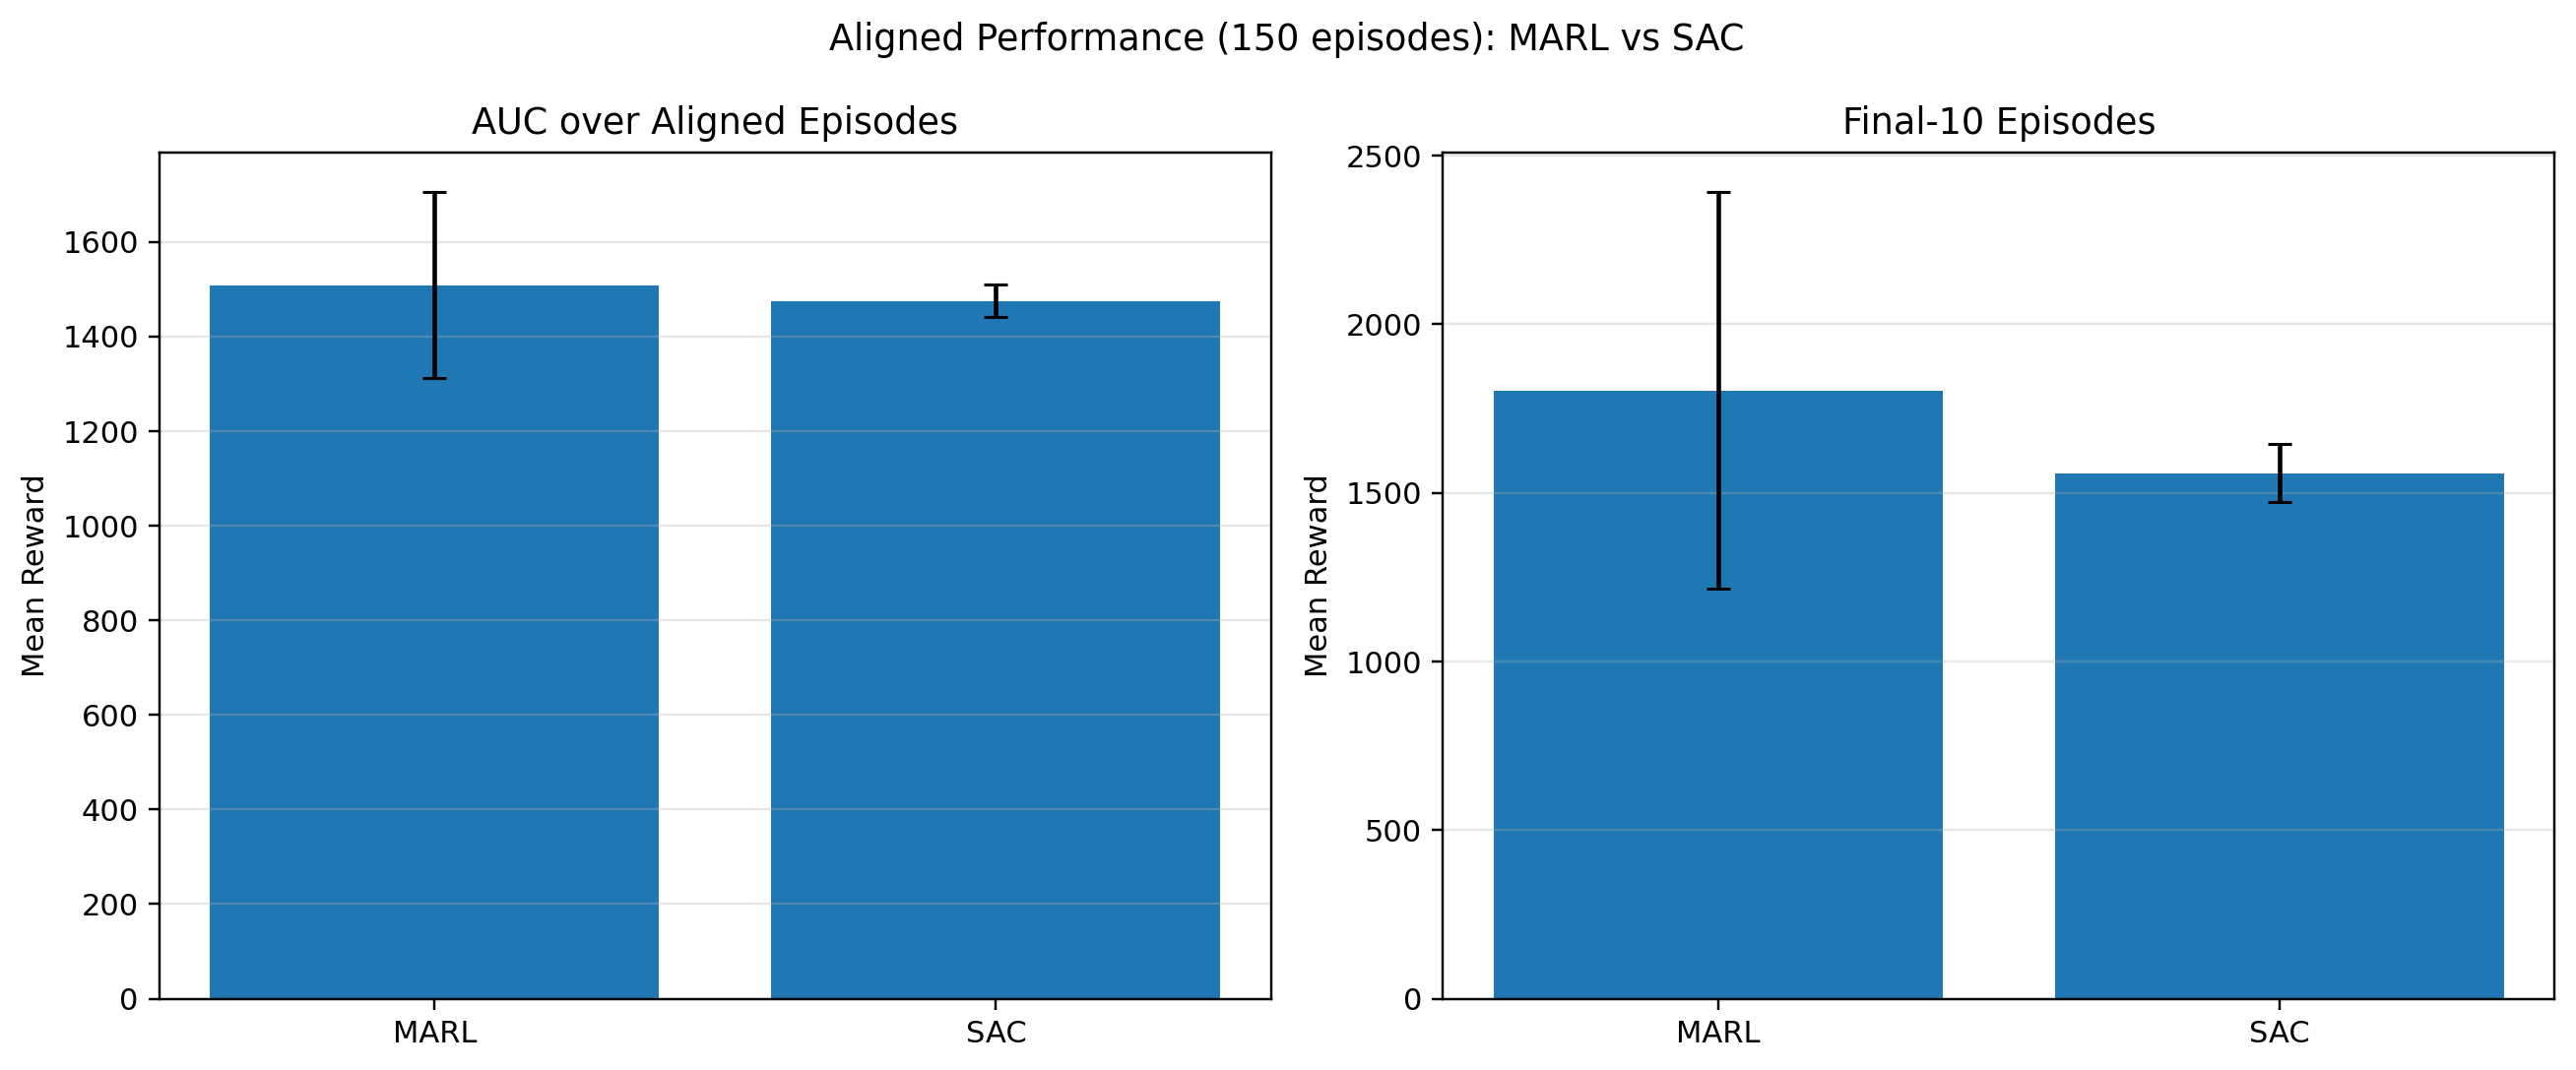 Aligned Performance (150 episodes): MARL vs SAC
AUC over Aligned Episodes
Mean Reward
1600
1400
1200
1000
800
600
400
200
0
MARL
SAC
Final-10 Episodes
Mean Reward
2500
2000
1500
1000
500
0
MARL
SAC